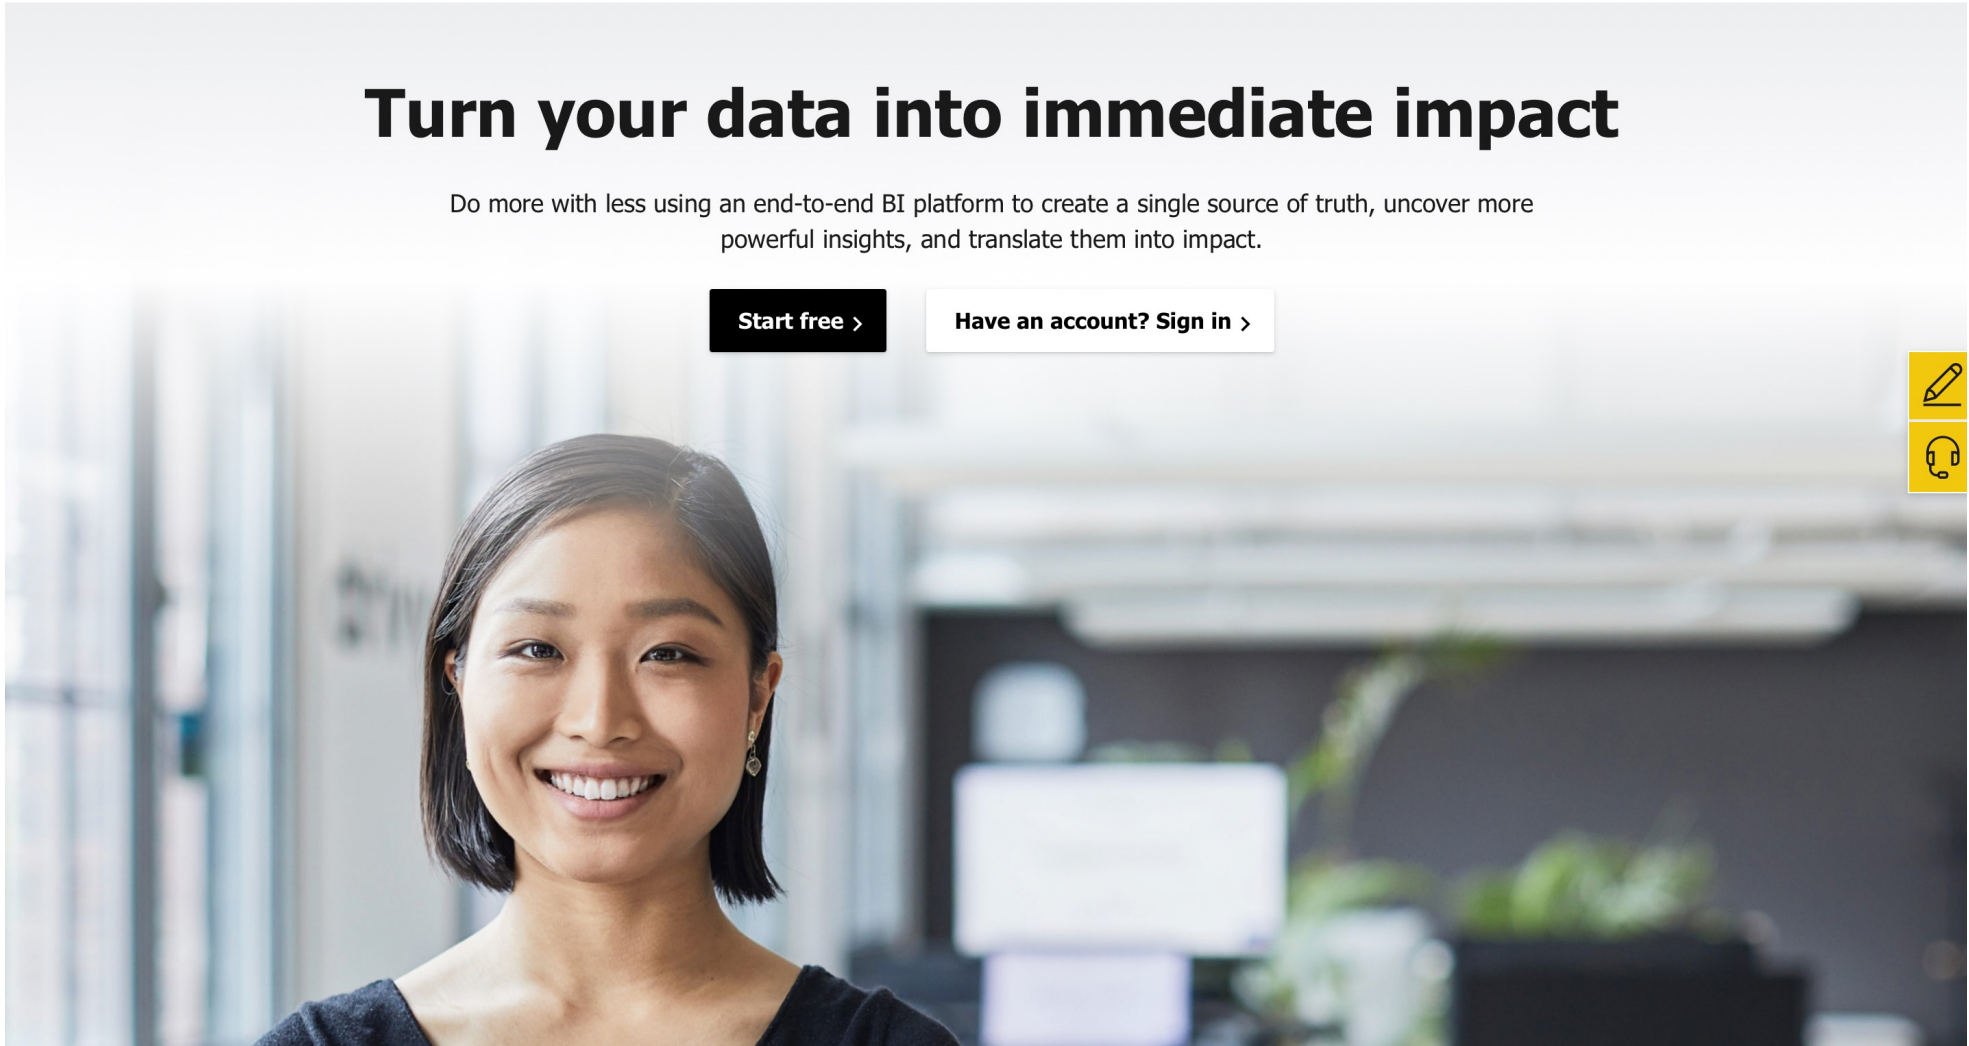 Turn your data into immediate impact
Do more with less using an end-to-end BI platform to create a single source of truth, uncover more
powerful insights, and translate them into impact.
Start free
Have an account? Sign in